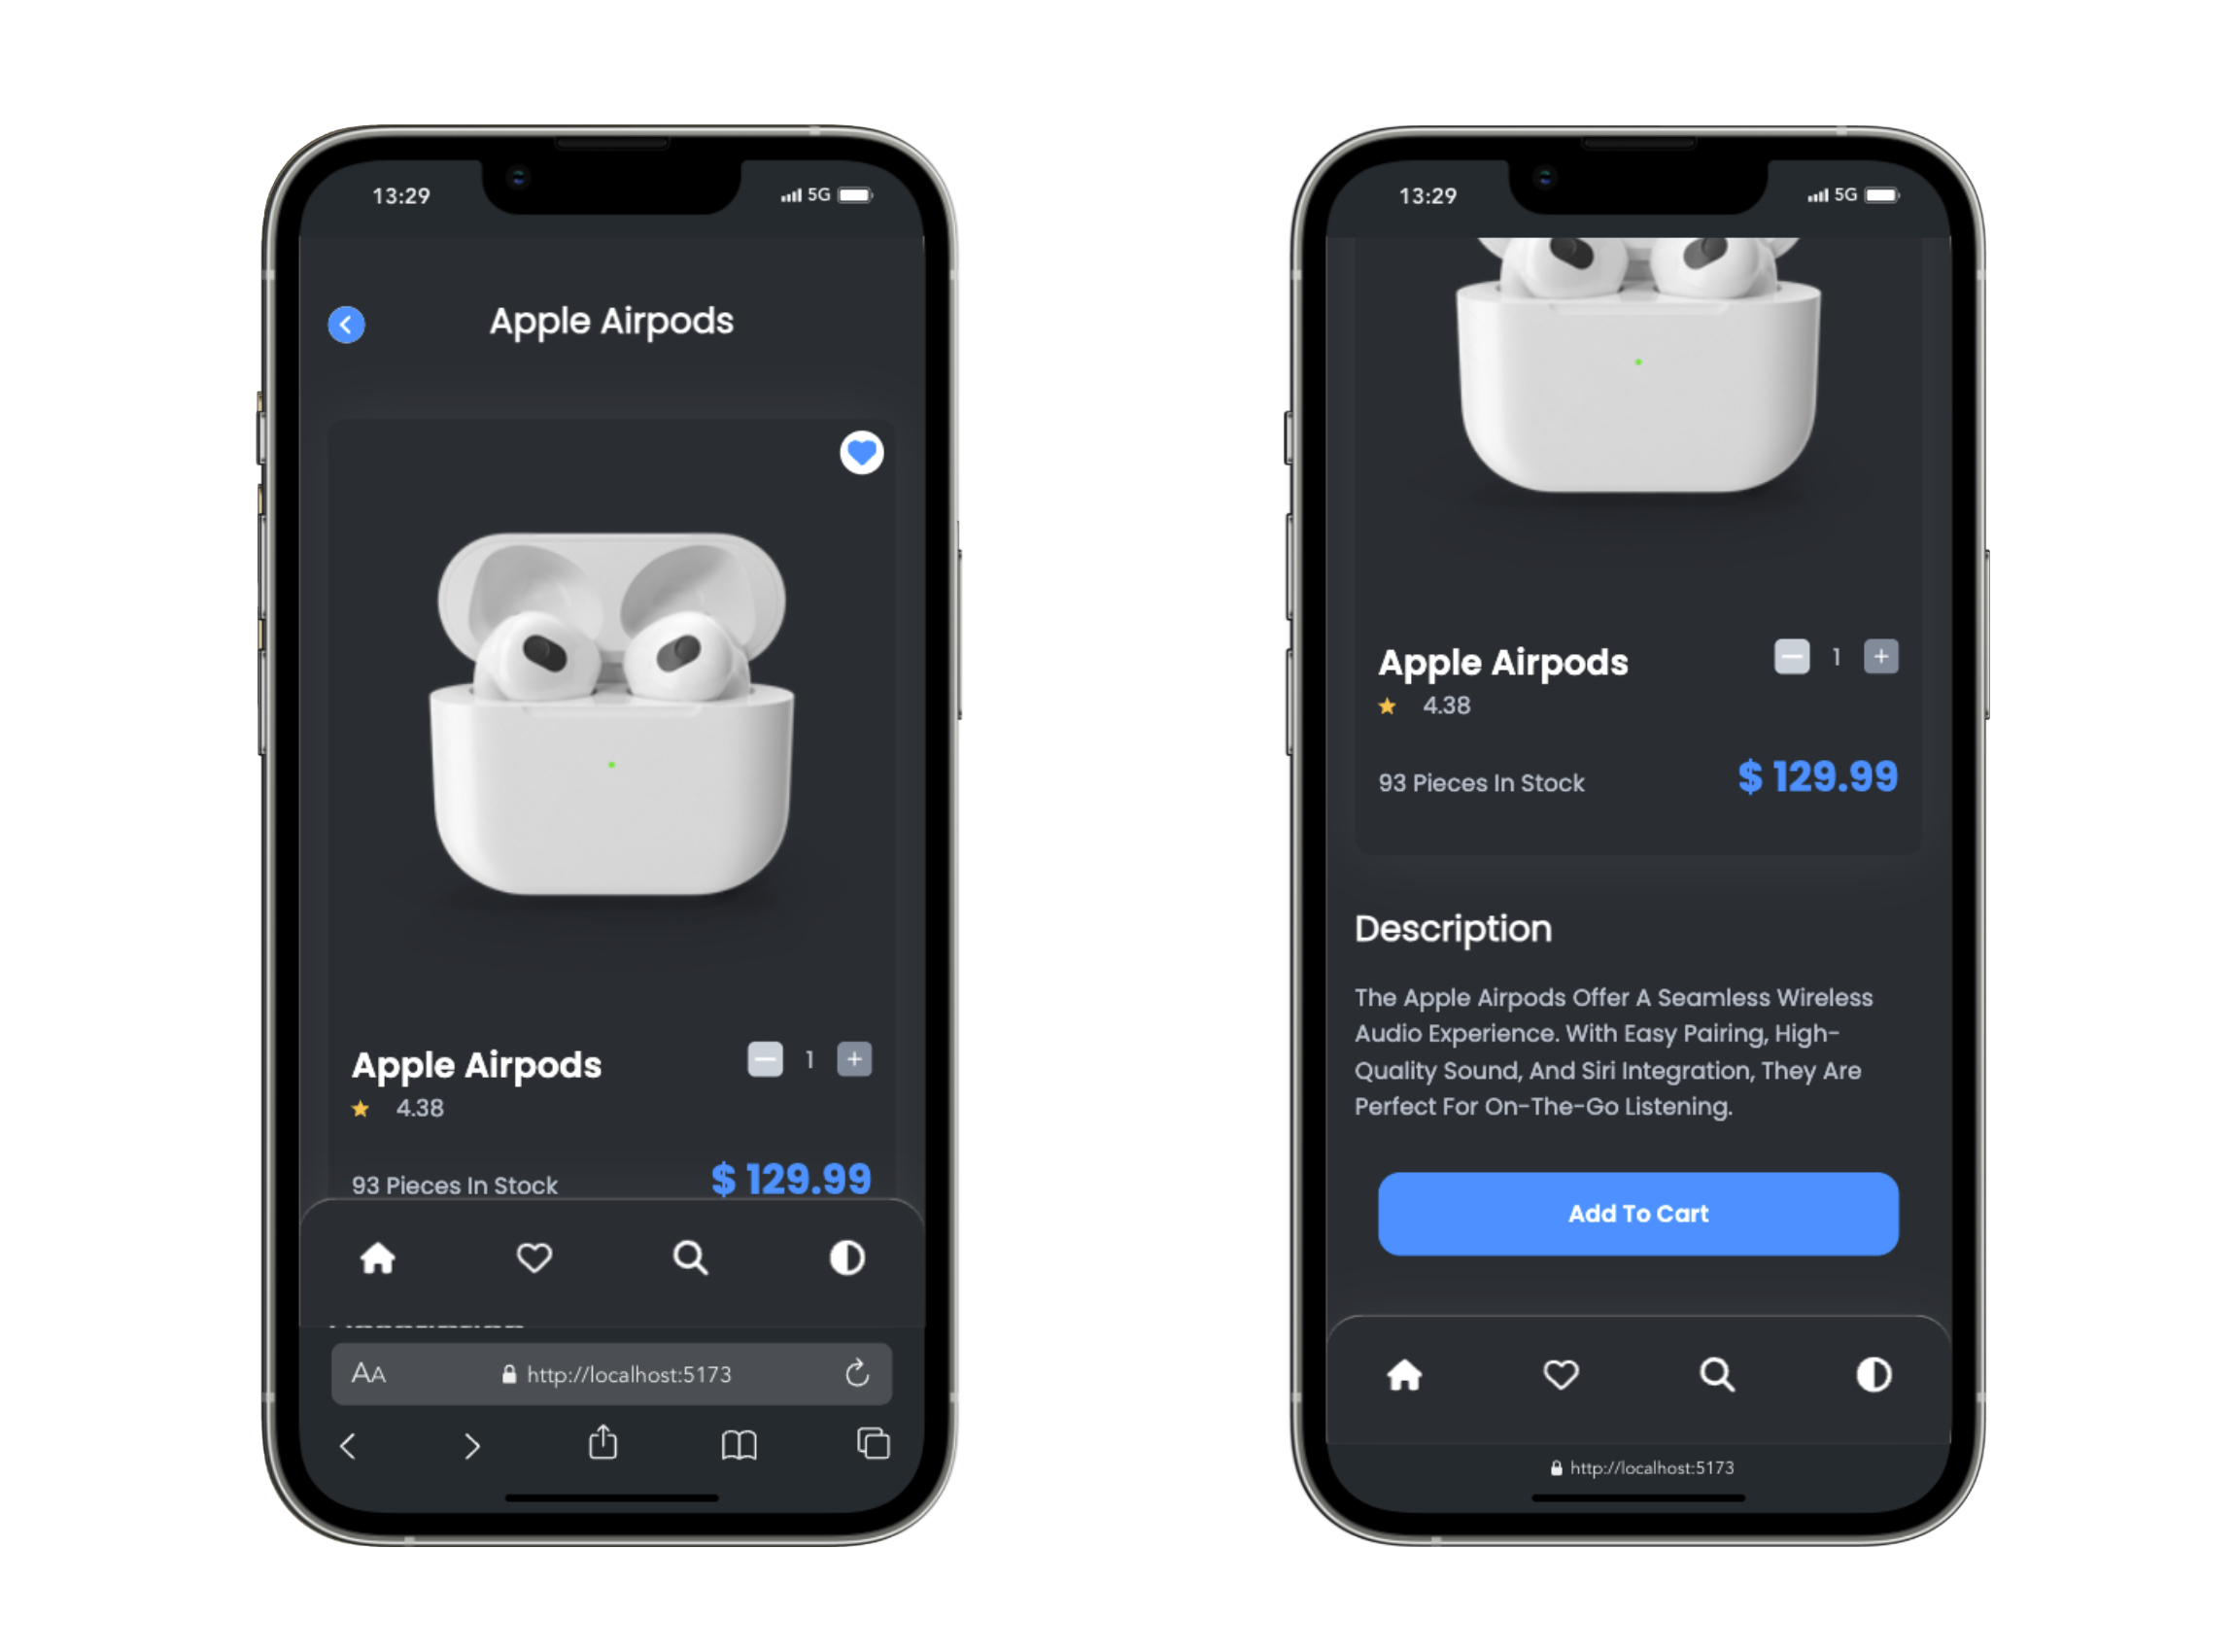 13:29
5G
Apple Airpods
Apple Airpods
1
4.38
93 Pieces In Stock
$ 129.99
AA
http://localhost:5173
13:29
5G
Apple Airpods
1
4.38
93 Pieces In Stock
$ 129.99
Description
The Apple Airpods Offer A Seamless Wireless
Audio Experience. With Easy Pairing, High-
Quality Sound, And Siri Integration, They Are
Perfect For On-The-Go Listening.
Add To Cart
http://localhost:5173